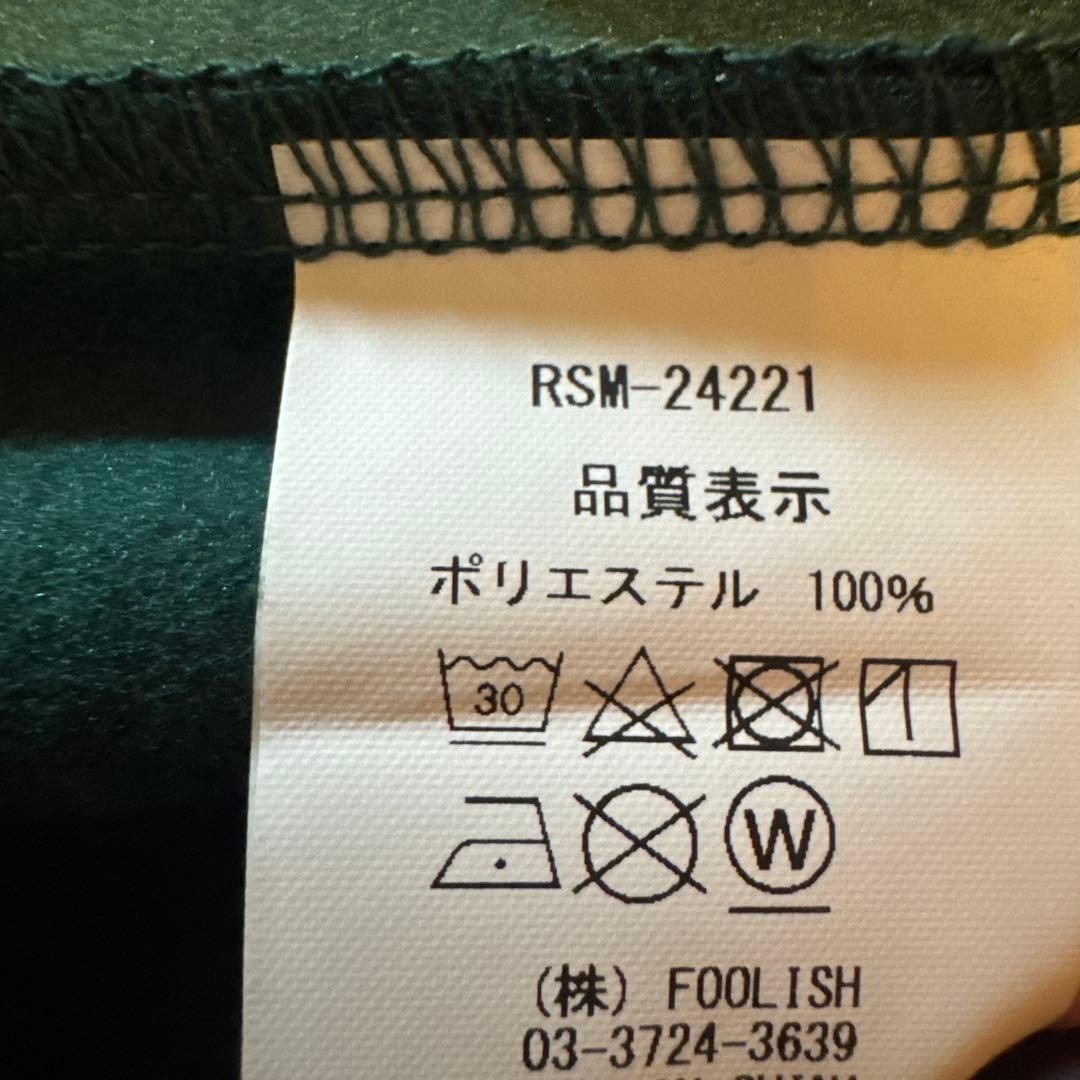 RSM-24221
品質表示
ポリエステル 100%
30
W
(株) FOOLISH
03-3724-3639